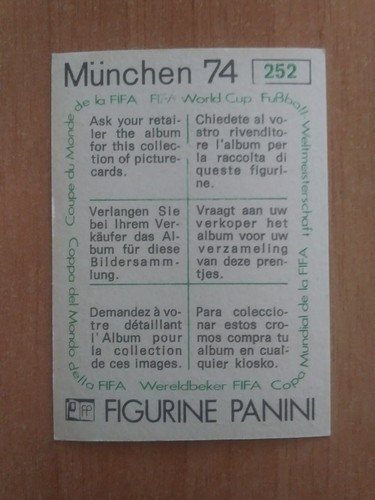 München 74 252
de la FIFA FIFA World Cup Fußball Weltmeisterschaft
Coupe du Monde
Ask your retai-
ler the album
for this collec-
tion of picture-
cards.
Chiedete al vo-
stro rivendito-
re l'album per
la raccolta di
queste figuri-
ne.
Verlangen Sie
bei Ihrem Ver-
käufer das Al-
bum für diese
Bildersamm-
lung.
Vraagt aan uw
verkoper het
album voor uw
verzameling
van deze pren-
tjes.
Demandez à vo-
tre détaillant
l'Album pour
la collection
de ces images.
Para coleccio-
nar estos cro-
mos compra tu
album en cual-
quier kiosko.
Coppa del Mondo della FIFA Wereldbeker FIFA Copa Mundial de la FIFA
FIGURINE PANINI